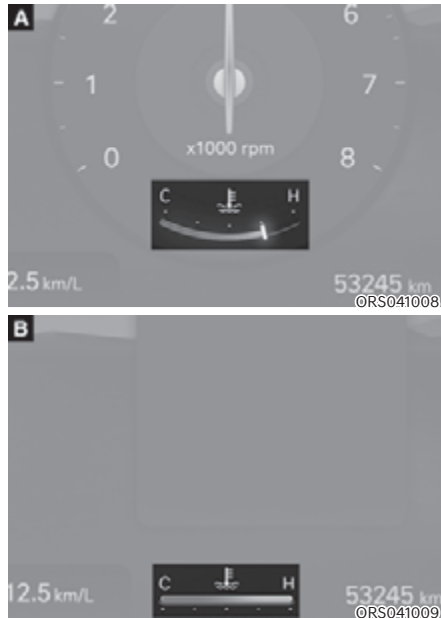 A
2 6
1 7
x1000 rpm
0 8
C H
2.5 km/L 53245 km
ORS041008
B
C H
12.5 km/L 53245 km
ORS041009